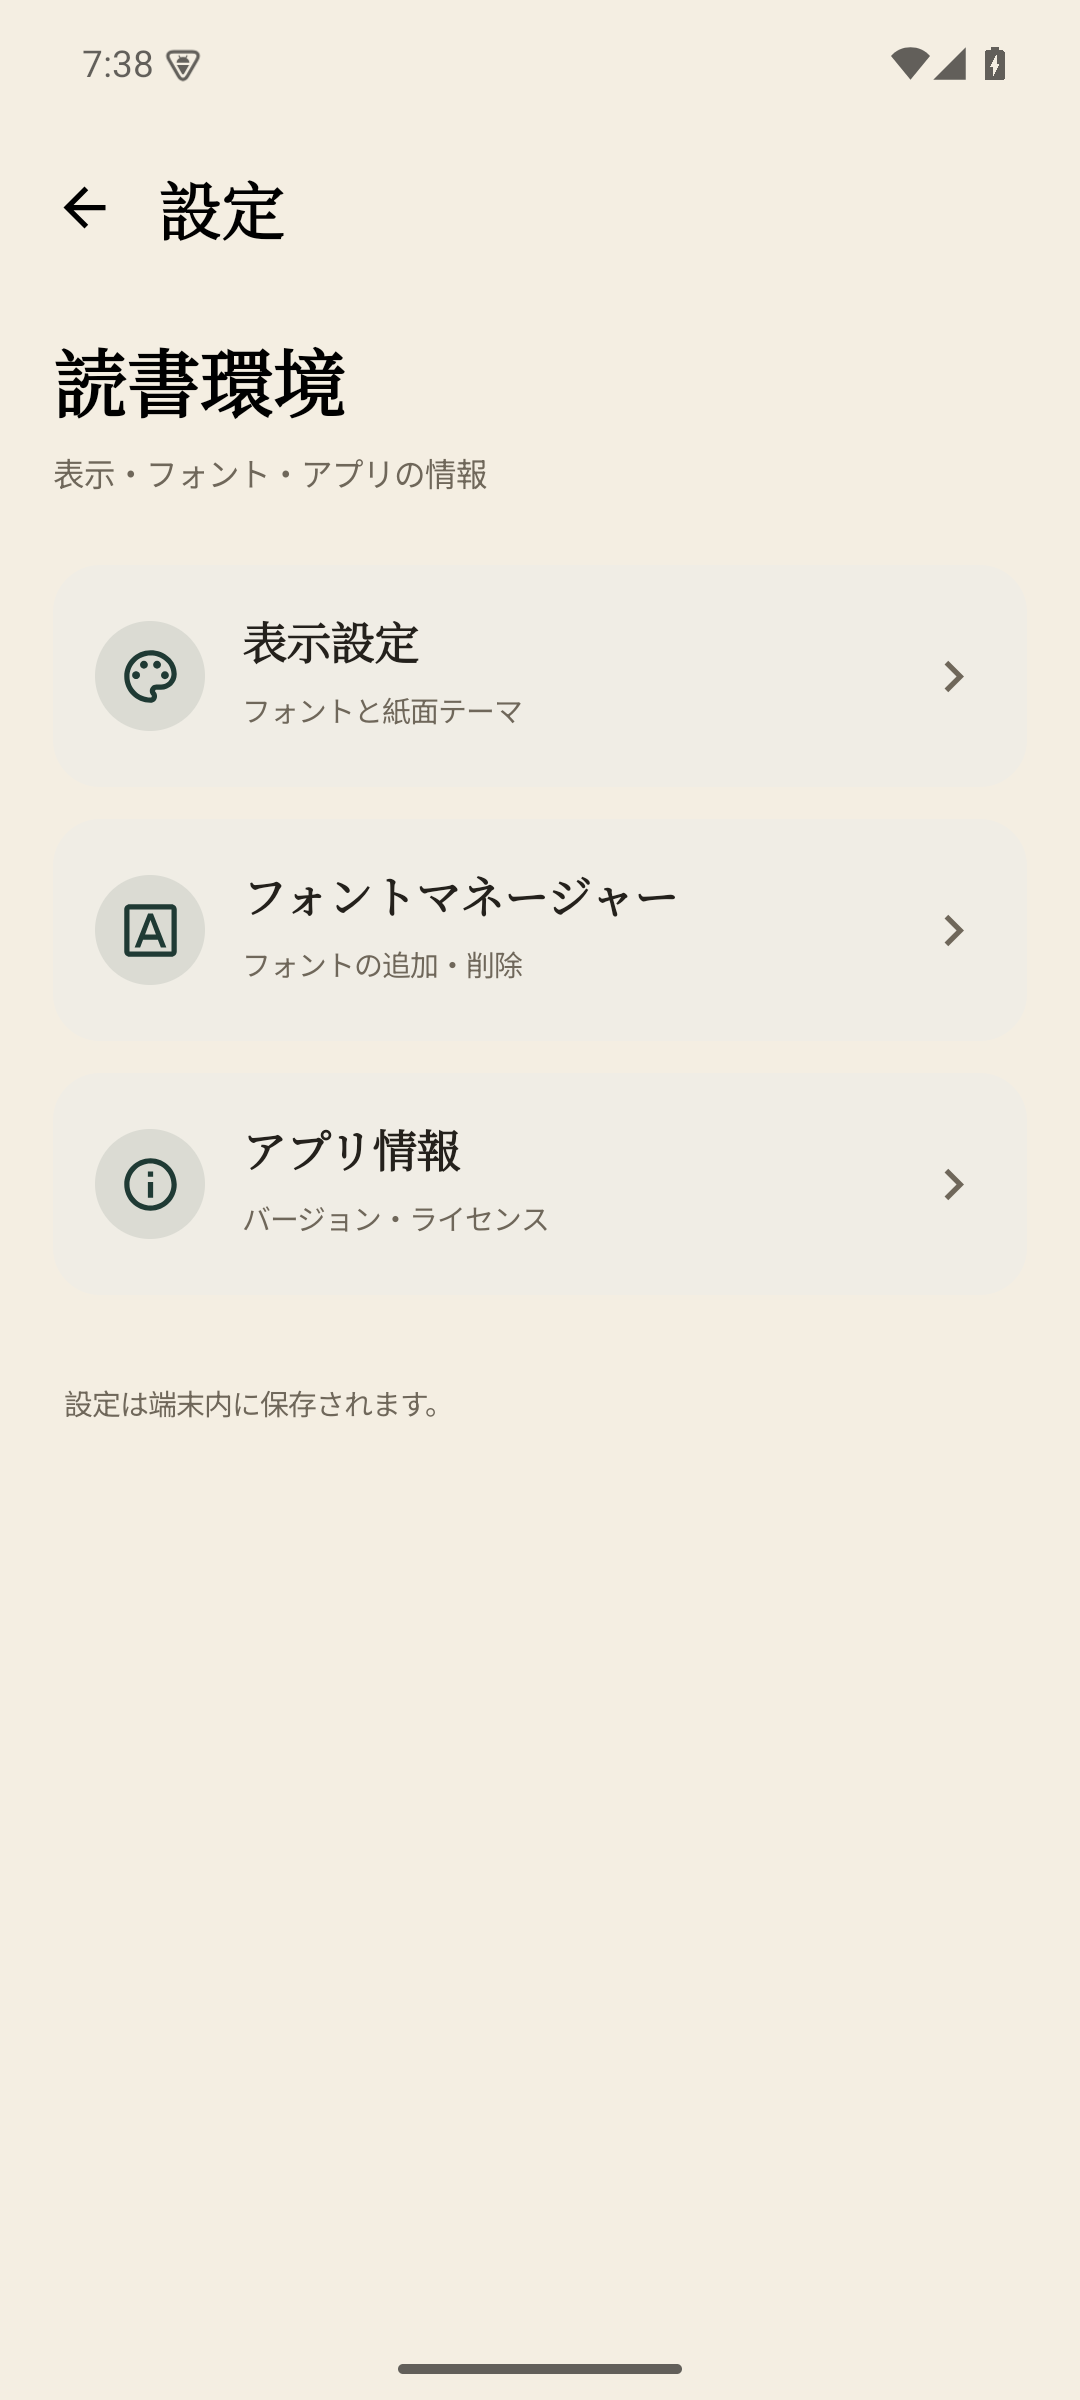 7:38
設定
読書環境
表示・フォント・アプリの情報
表示設定
フォントと紙面テーマ
フォントマネージャー
フォントの追加・削除
アプリ情報
バージョン・ライセンス
設定は端末内に保存されます。